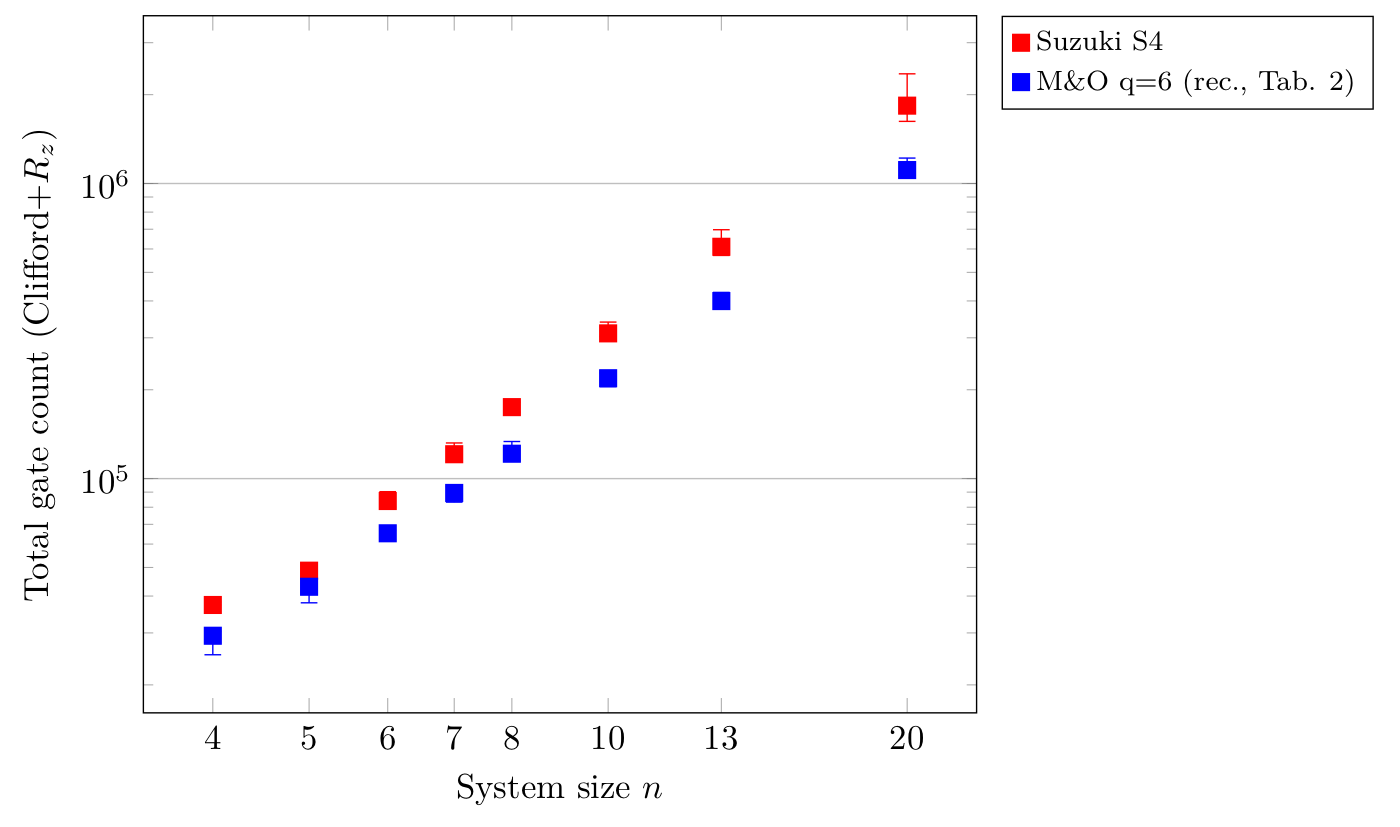 Suzuki S4
M&O q=6 (rec., Tab. 2)
Total gate count (Clifford+R_z)
10^6
10^5
4 5 6 7 8 10 13 20
System size n